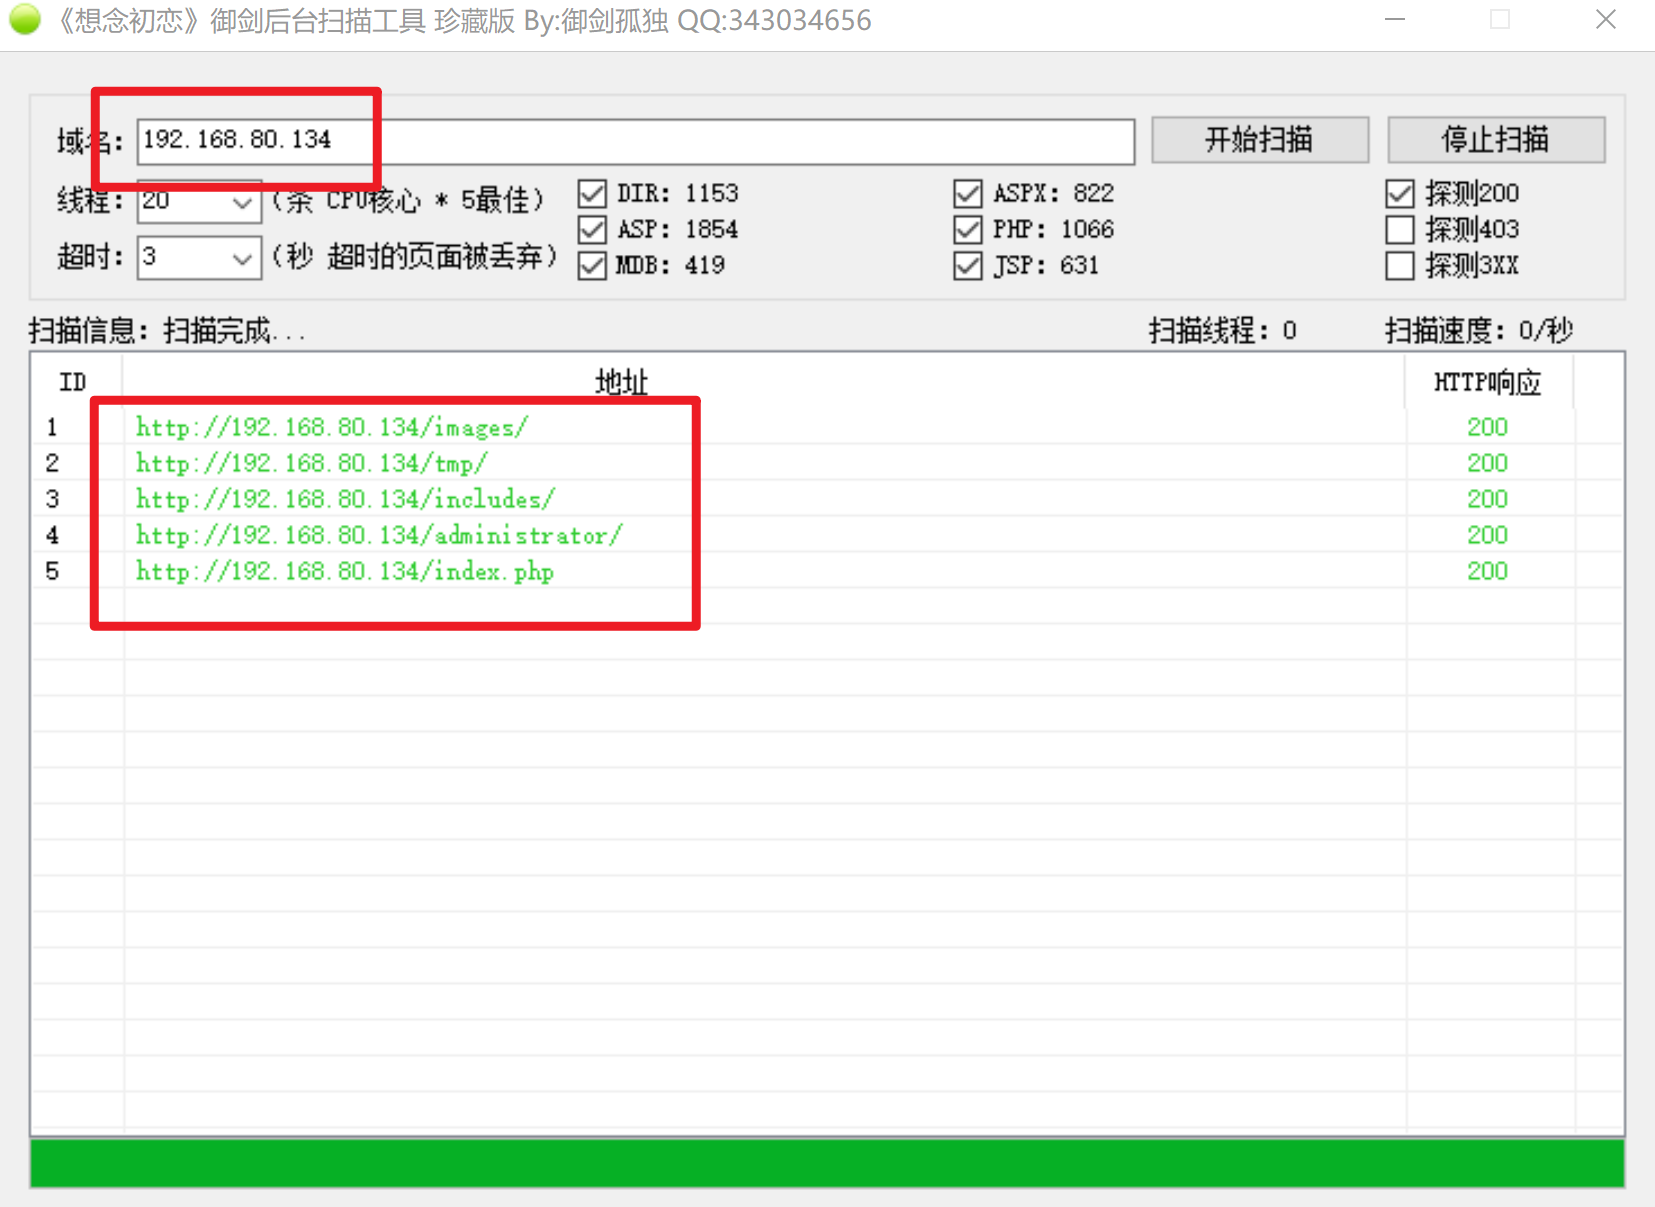 《想念初恋》御剑后台扫描工具 珍藏版 By:御剑孤独 QQ:343034656
域名: 192.168.80.134 开始扫描 停止扫描
线程: 20 (条 CPU核心 * 5最佳) DIR: 1153 ASPX: 822 探测200
ASP: 1854 PHP: 1066 探测403
超时: 3 (秒 超时的页面被丢弃) MDB: 419 JSP: 631 探测3XX
扫描信息: 扫描完成... 扫描线程: 0 扫描速度: 0/秒
ID 地址 HTTP响应
1 http://192.168.80.134/images/ 200
2 http://192.168.80.134/tmp/ 200
3 http://192.168.80.134/includes/ 200
4 http://192.168.80.134/administrator/ 200
5 http://192.168.80.134/index.php 200